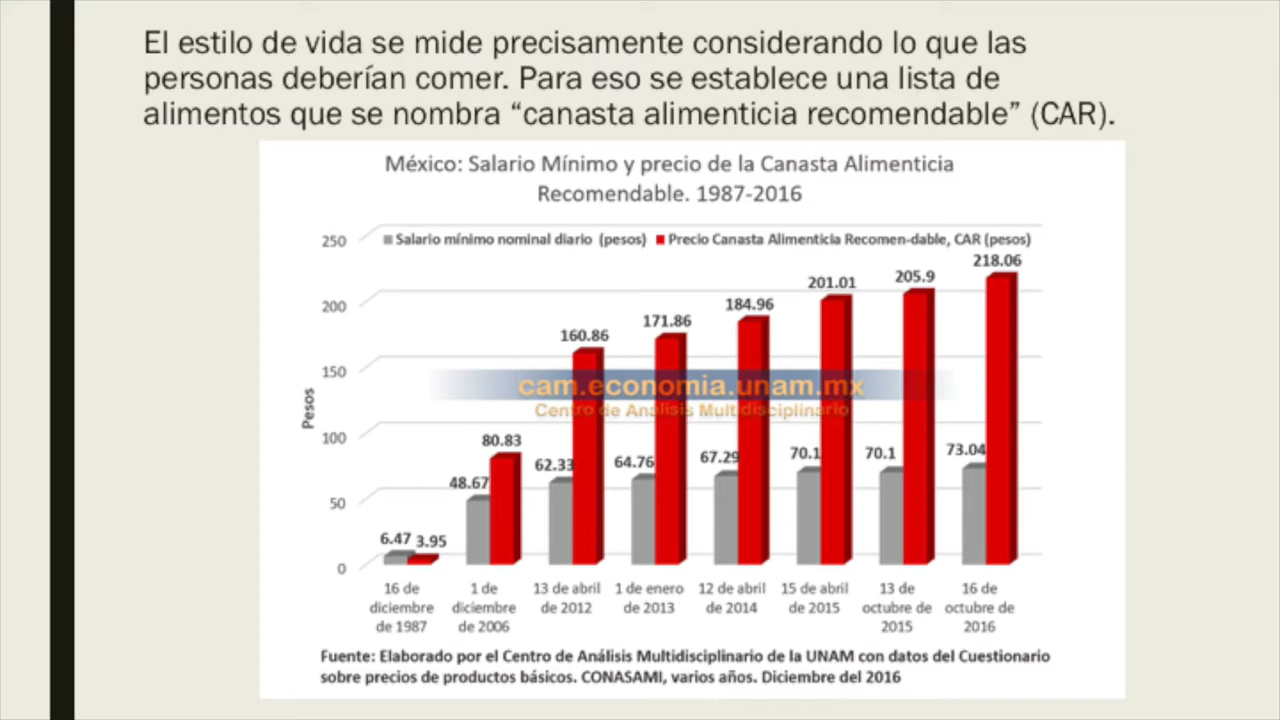 El estilo de vida se mide precisamente considerando lo que las
personas deberían comer. Para eso se establece una lista de
alimentos que se nombra “canasta alimenticia recomendable” (CAR).
México: Salario Mínimo y precio de la Canasta Alimenticia
Recomendable. 1987-2016
Salario mínimo nominal diario (pesos) Precio Canasta Alimenticia Recomen-dable, CAR (pesos)
Pesos
250
200
150
100
50
0
6.47 3.95
48.67 80.83
62.33 160.86
64.76 171.86
67.29 184.96
70.1 201.01
70.1 205.9
73.04 218.06
cam.economia.unam.mx
Centro de Análisis Multidisciplinario
16 de diciembre de 1987
1 de diciembre de 2006
13 de abril de 2012
1 de enero de 2013
12 de abril de 2014
15 de abril de 2015
13 de octubre de 2015
16 de octubre de 2016
Fuente: Elaborado por el Centro de Análisis Multidisciplinario de la UNAM con datos del Cuestionario
sobre precios de productos básicos. CONASAMI, varios años. Diciembre del 2016